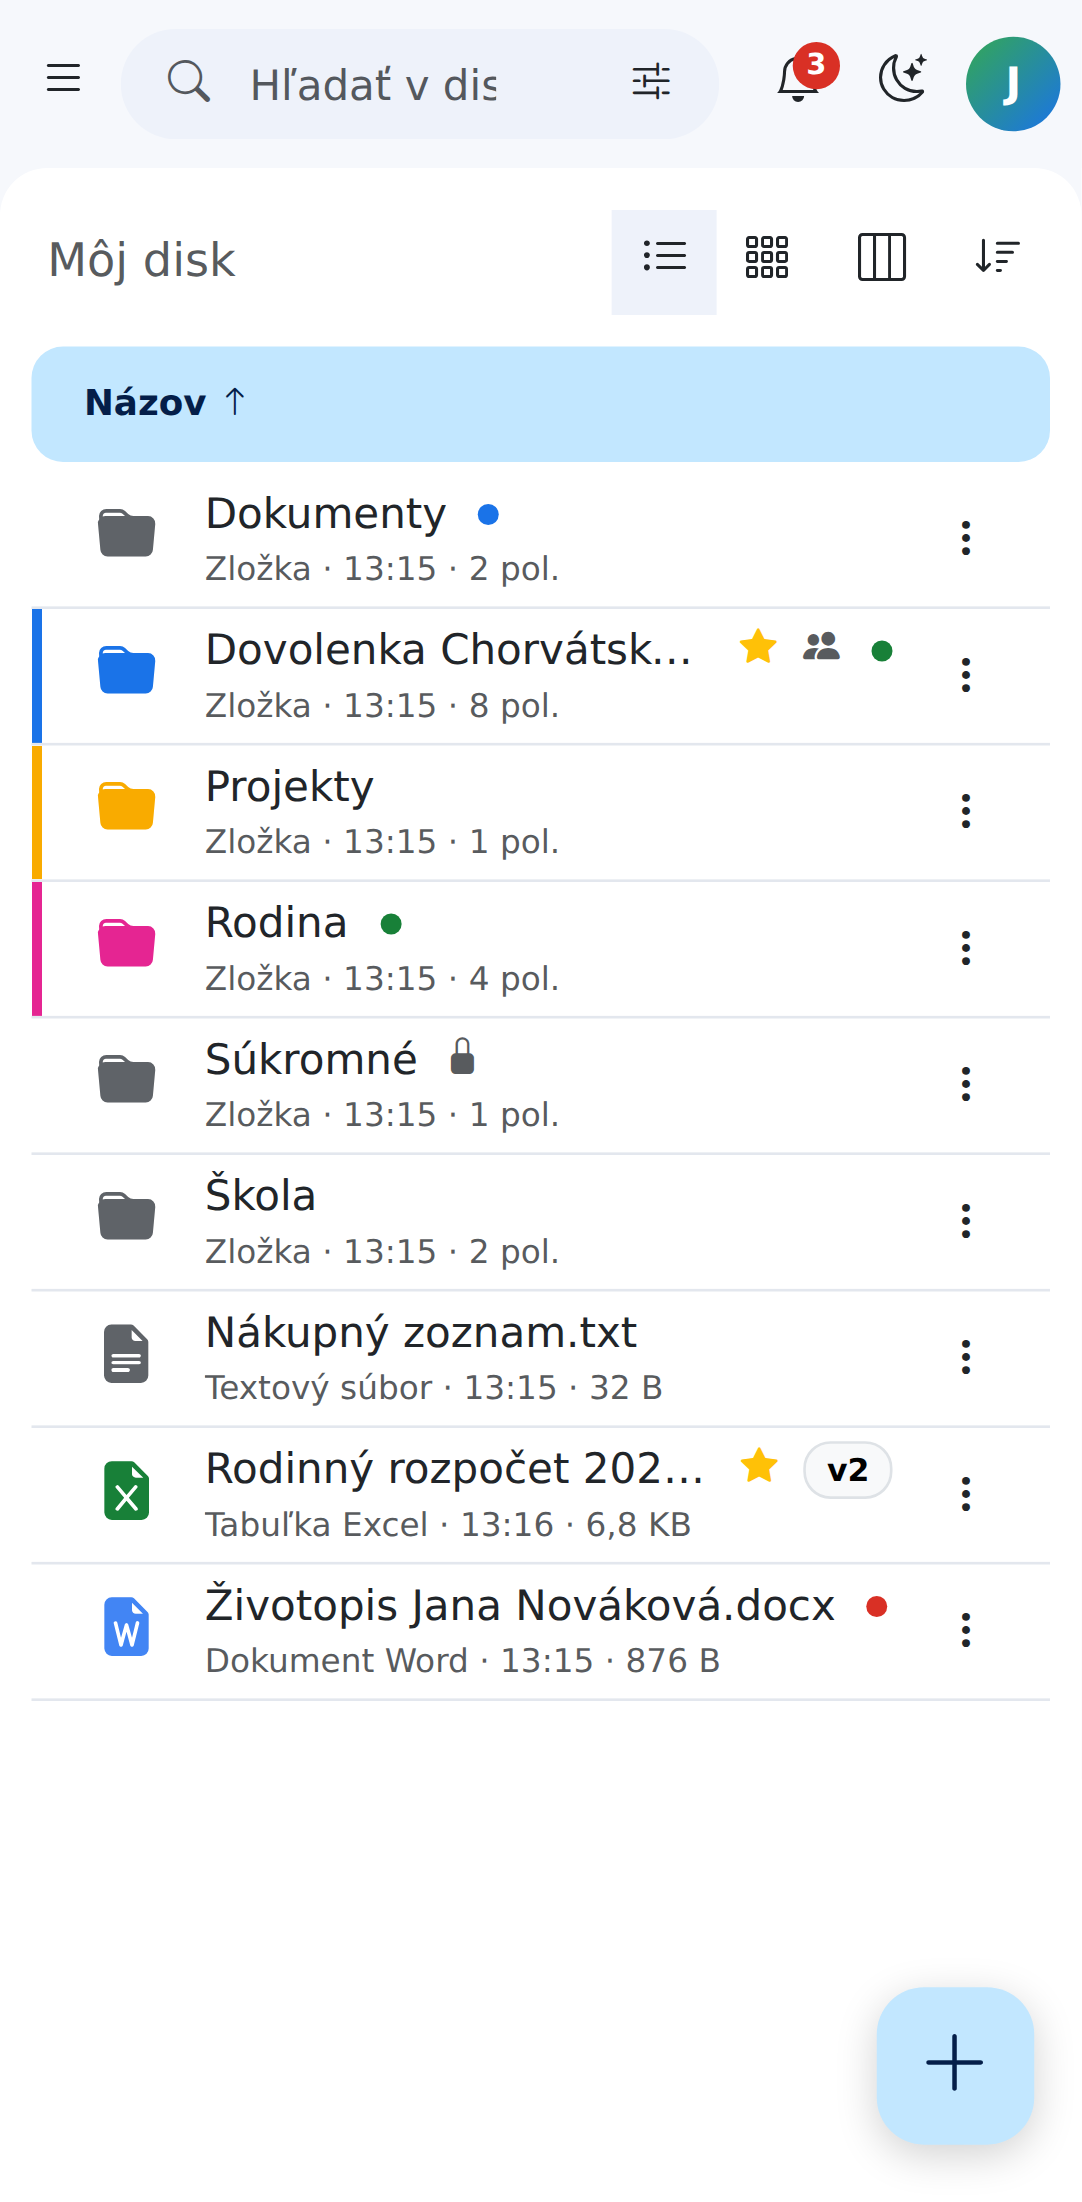 Hľadať v dis
3
J
Môj disk
Názov ↑
Dokumenty
Zložka · 13:15 · 2 pol.
Dovolenka Chorvátsk...
Zložka · 13:15 · 8 pol.
Projekty
Zložka · 13:15 · 1 pol.
Rodina
Zložka · 13:15 · 4 pol.
Súkromné
Zložka · 13:15 · 1 pol.
Škola
Zložka · 13:15 · 2 pol.
Nákupný zoznam.txt
Textový súbor · 13:15 · 32 B
Rodinný rozpočet 202... v2
Tabuľka Excel · 13:16 · 6,8 KB
Životopis Jana Nováková.docx
Dokument Word · 13:15 · 876 B